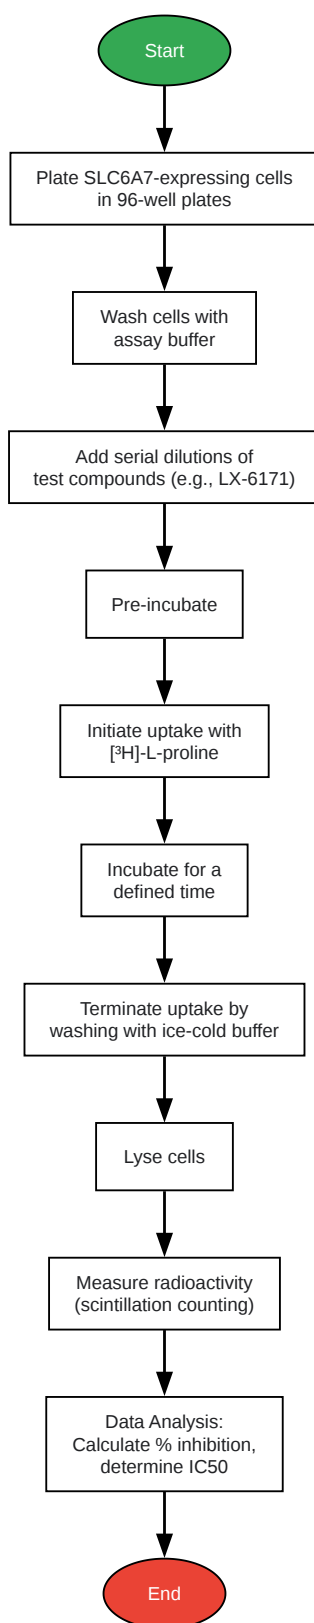 Start
Plate SLC6A7-expressing cells
in 96-well plates
Wash cells with
assay buffer
Add serial dilutions of
test compounds (e.g., LX-6171)
Pre-incubate
Initiate uptake with
[³H]-L-proline
Incubate for a
defined time
Terminate uptake by
washing with ice-cold buffer
Lyse cells
Measure radioactivity
(scintillation counting)
Data Analysis:
Calculate % inhibition,
determine IC50
End